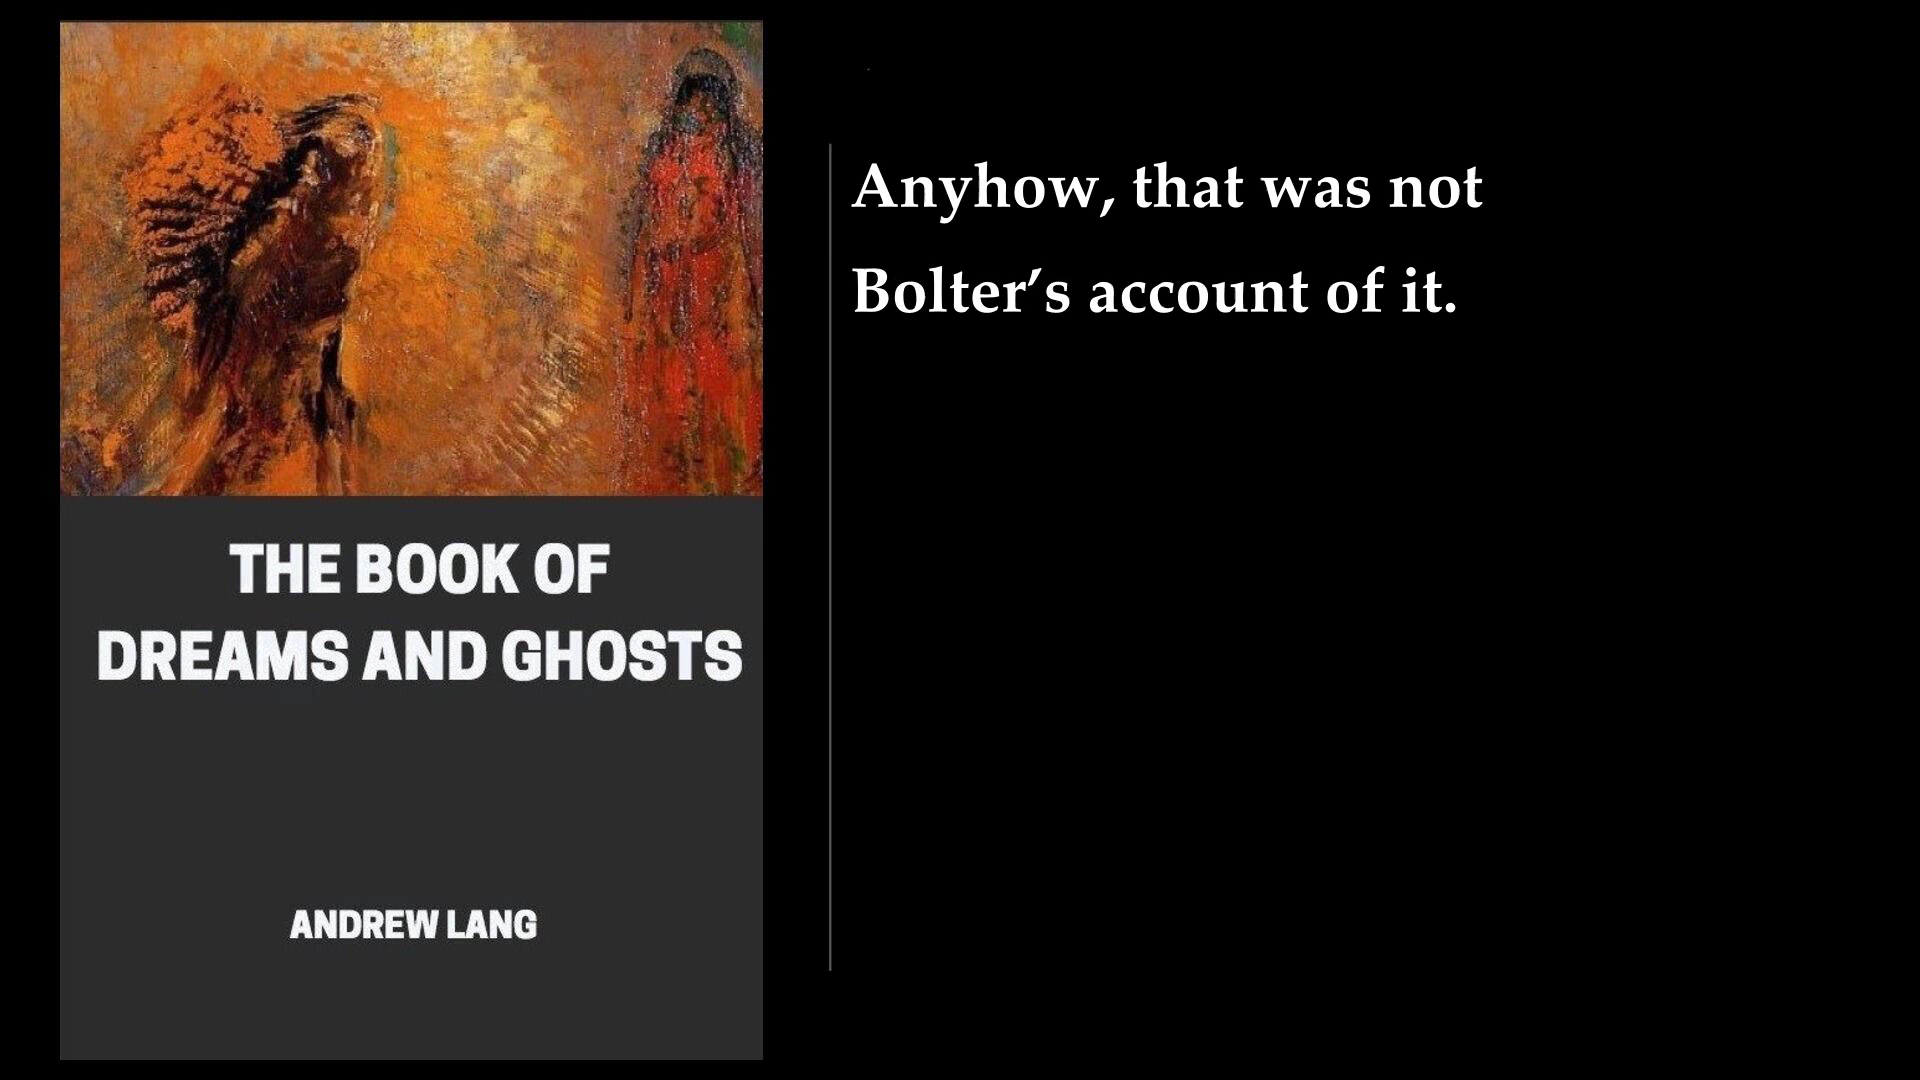 THE BOOK OF
DREAMS AND GHOSTS
ANDREW LANG
Anyhow, that was not
Bolter’s account of it.